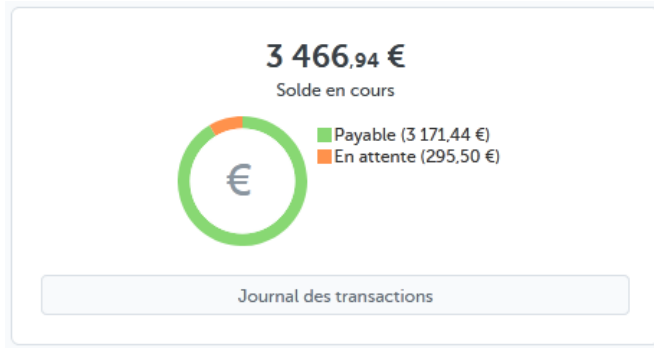 3 466,94 €
Solde en cours
Payable (3 171,44 €)
En attente (295,50 €)
€
Journal des transactions